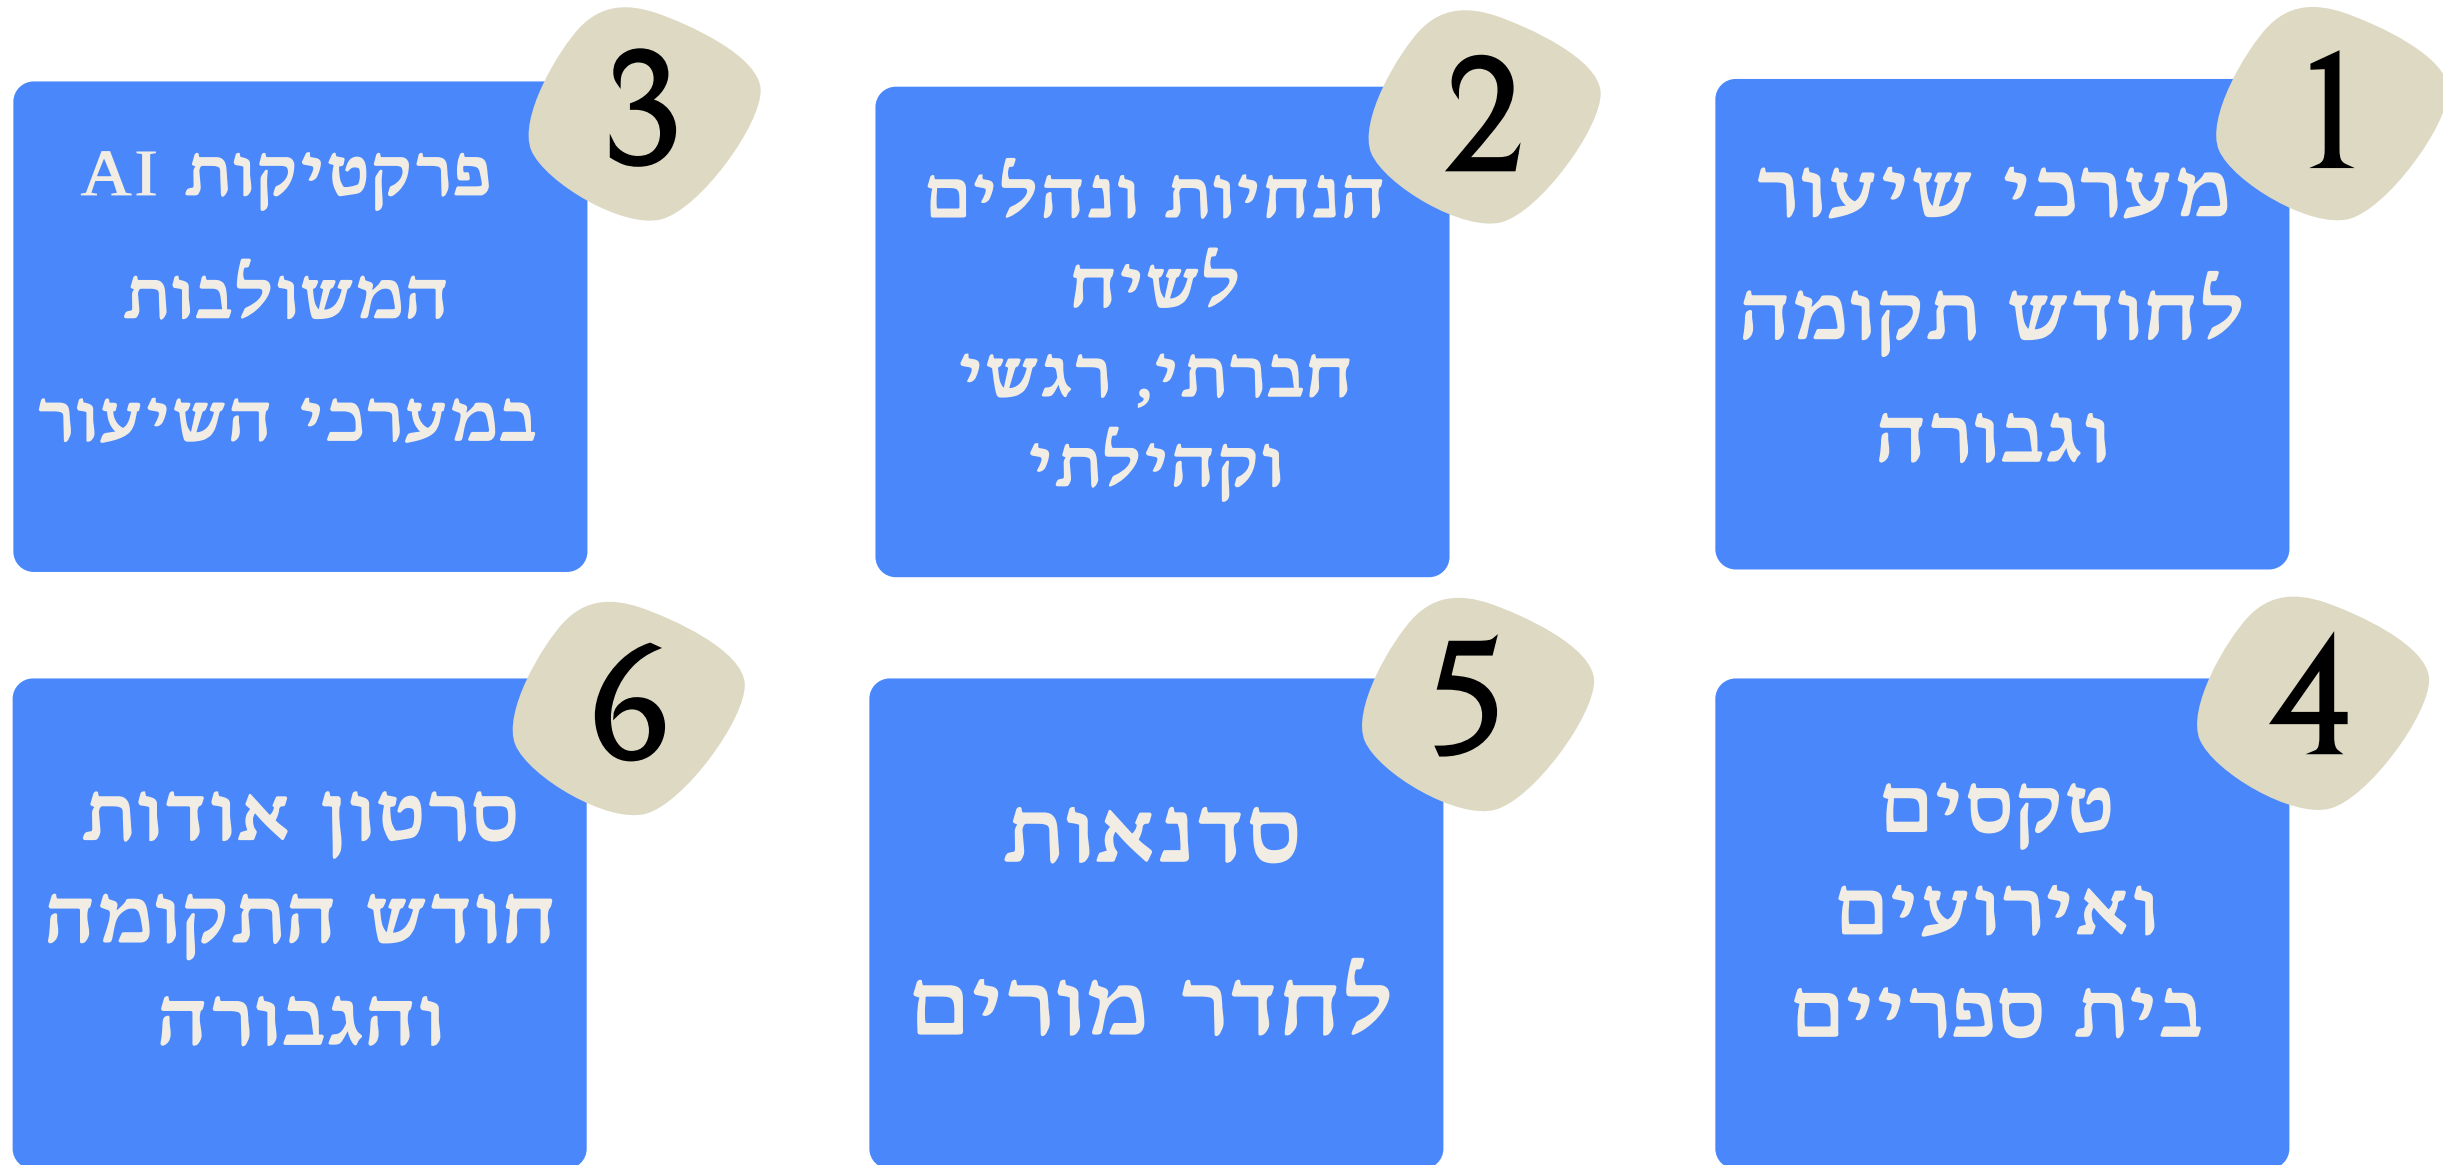 1
מערכי שיעור
לחודש תקומה
וגבורה
2
הנחיות ונהלים
לשיח
חברתי, רגשי
וקהילתי
3
פרקטיקות AI
המשולבות
במערכי השיעור
4
טקסים
ואירועים
בית ספריים
5
סדנאות
לחדר מורים
6
סרטון אודות
חודש התקומה
והגבורה